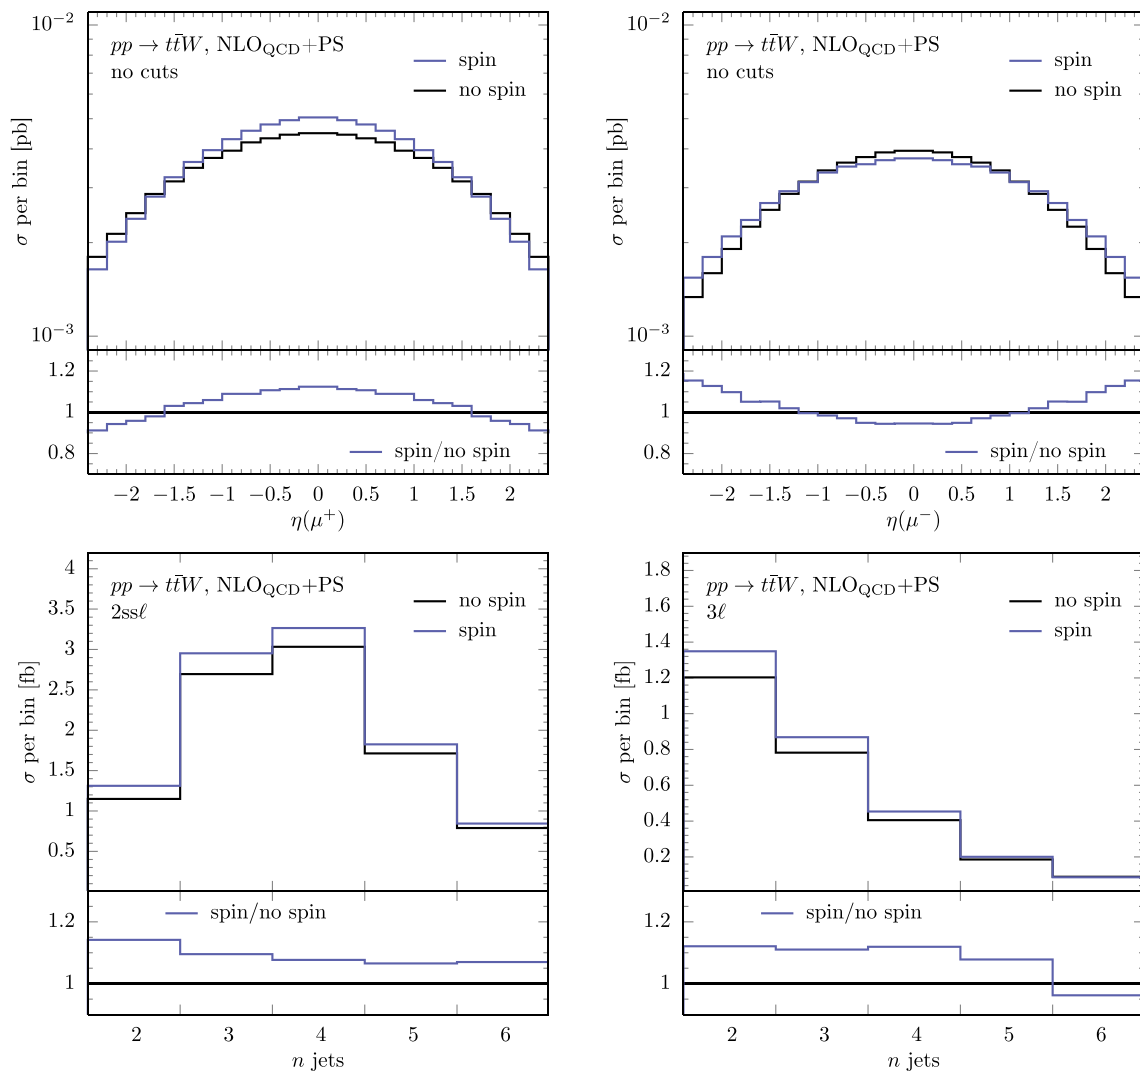 10⁻²
pp → tt̄W, NLO_QCD+PS
no cuts
spin
no spin
σ per bin [pb]
10⁻³
1.2
1
0.8
spin/no spin
−2 −1.5 −1 −0.5 0 0.5 1 1.5 2
η(μ⁺)
10⁻²
pp → tt̄W, NLO_QCD+PS
no cuts
spin
no spin
σ per bin [pb]
10⁻³
1.2
1
0.8
spin/no spin
−2 −1.5 −1 −0.5 0 0.5 1 1.5 2
η(μ⁻)
4
3.5
3
2.5
2
1.5
1
0.5
pp → tt̄W, NLO_QCD+PS
2ssℓ
no spin
spin
σ per bin [fb]
1.2
1
spin/no spin
2 3 4 5 6
n jets
1.8
1.6
1.4
1.2
1
0.8
0.6
0.4
0.2
pp → tt̄W, NLO_QCD+PS
3ℓ
no spin
spin
σ per bin [fb]
1.2
1
spin/no spin
2 3 4 5 6
n jets